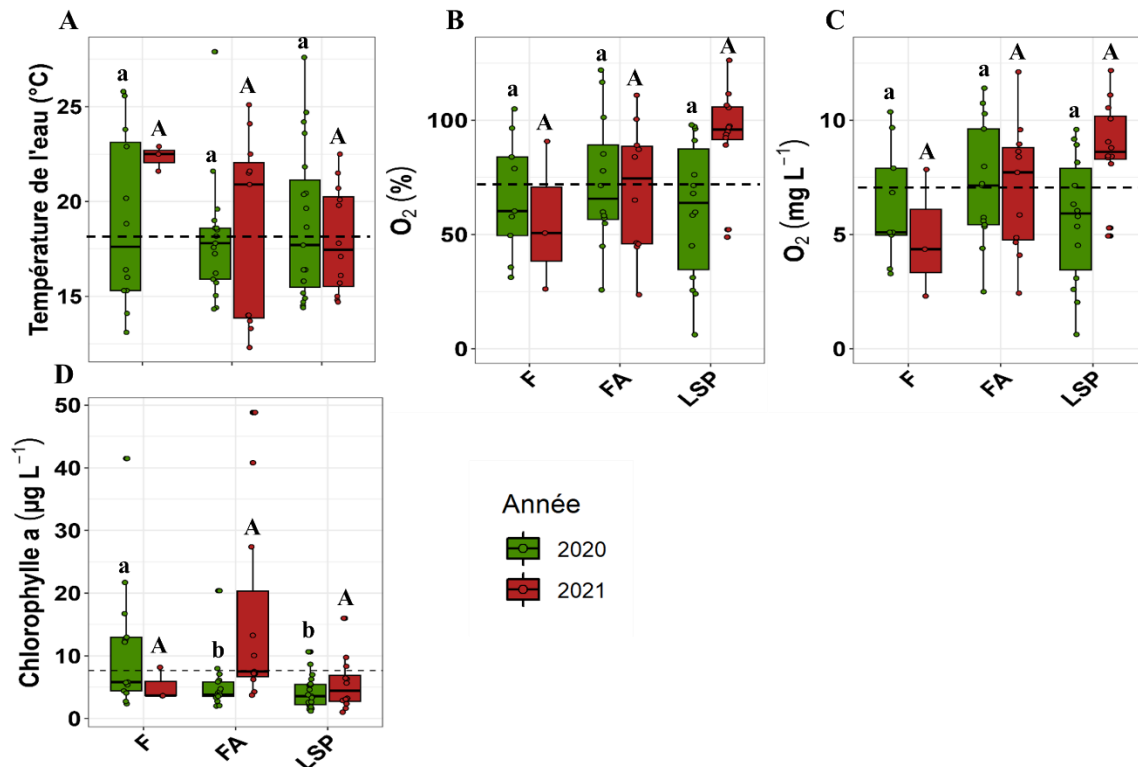 A
Température de l'eau (°C)
25
20
15
a
A
a
A
a
A
B
O₂ (%)
100
50
0
a
A
a
A
a
A
F
FA
LSP
C
O₂ (mg L⁻¹)
10
5
0
a
A
a
A
a
A
F
FA
LSP
D
Chlorophylle a (µg L⁻¹)
50
40
30
20
10
0
a
A
b
A
b
A
F
FA
LSP
Année
2020
2021